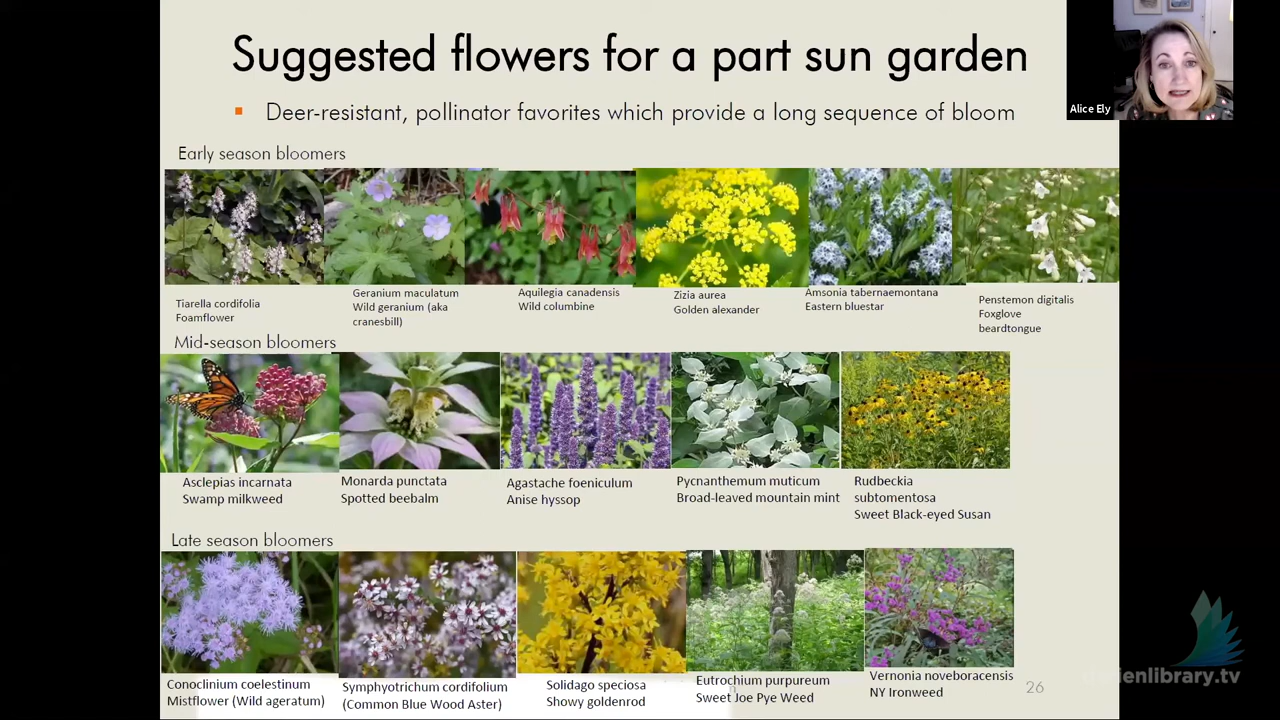 Suggested flowers for a part sun garden
Alice Ely
Deer-resistant, pollinator favorites which provide a long sequence of bloom
Early season bloomers
Tiarella cordifolia
Foamflower
Geranium maculatum
Wild geranium (aka
cranesbill)
Aquilegia canadensis
Wild columbine
Zizia aurea
Golden alexander
Amsonia tabernaemontana
Eastern bluestar
Penstemon digitalis
Foxglove
beardtongue
Mid-season bloomers
Asclepias incarnata
Swamp milkweed
Monarda punctata
Spotted beebalm
Agastache foeniculum
Anise hyssop
Pycnanthemum muticum
Broad-leaved mountain mint
Rudbeckia
subtomentosa
Sweet Black-eyed Susan
Late season bloomers
Conoclinium coelestinum
Mistflower (Wild ageratum)
Symphyotrichum cordifolium
(Common Blue Wood Aster)
Solidago speciosa
Showy goldenrod
Eutrochium purpureum
Sweet Joe Pye Weed
Vernonia noveboracensis
NY Ironweed
26